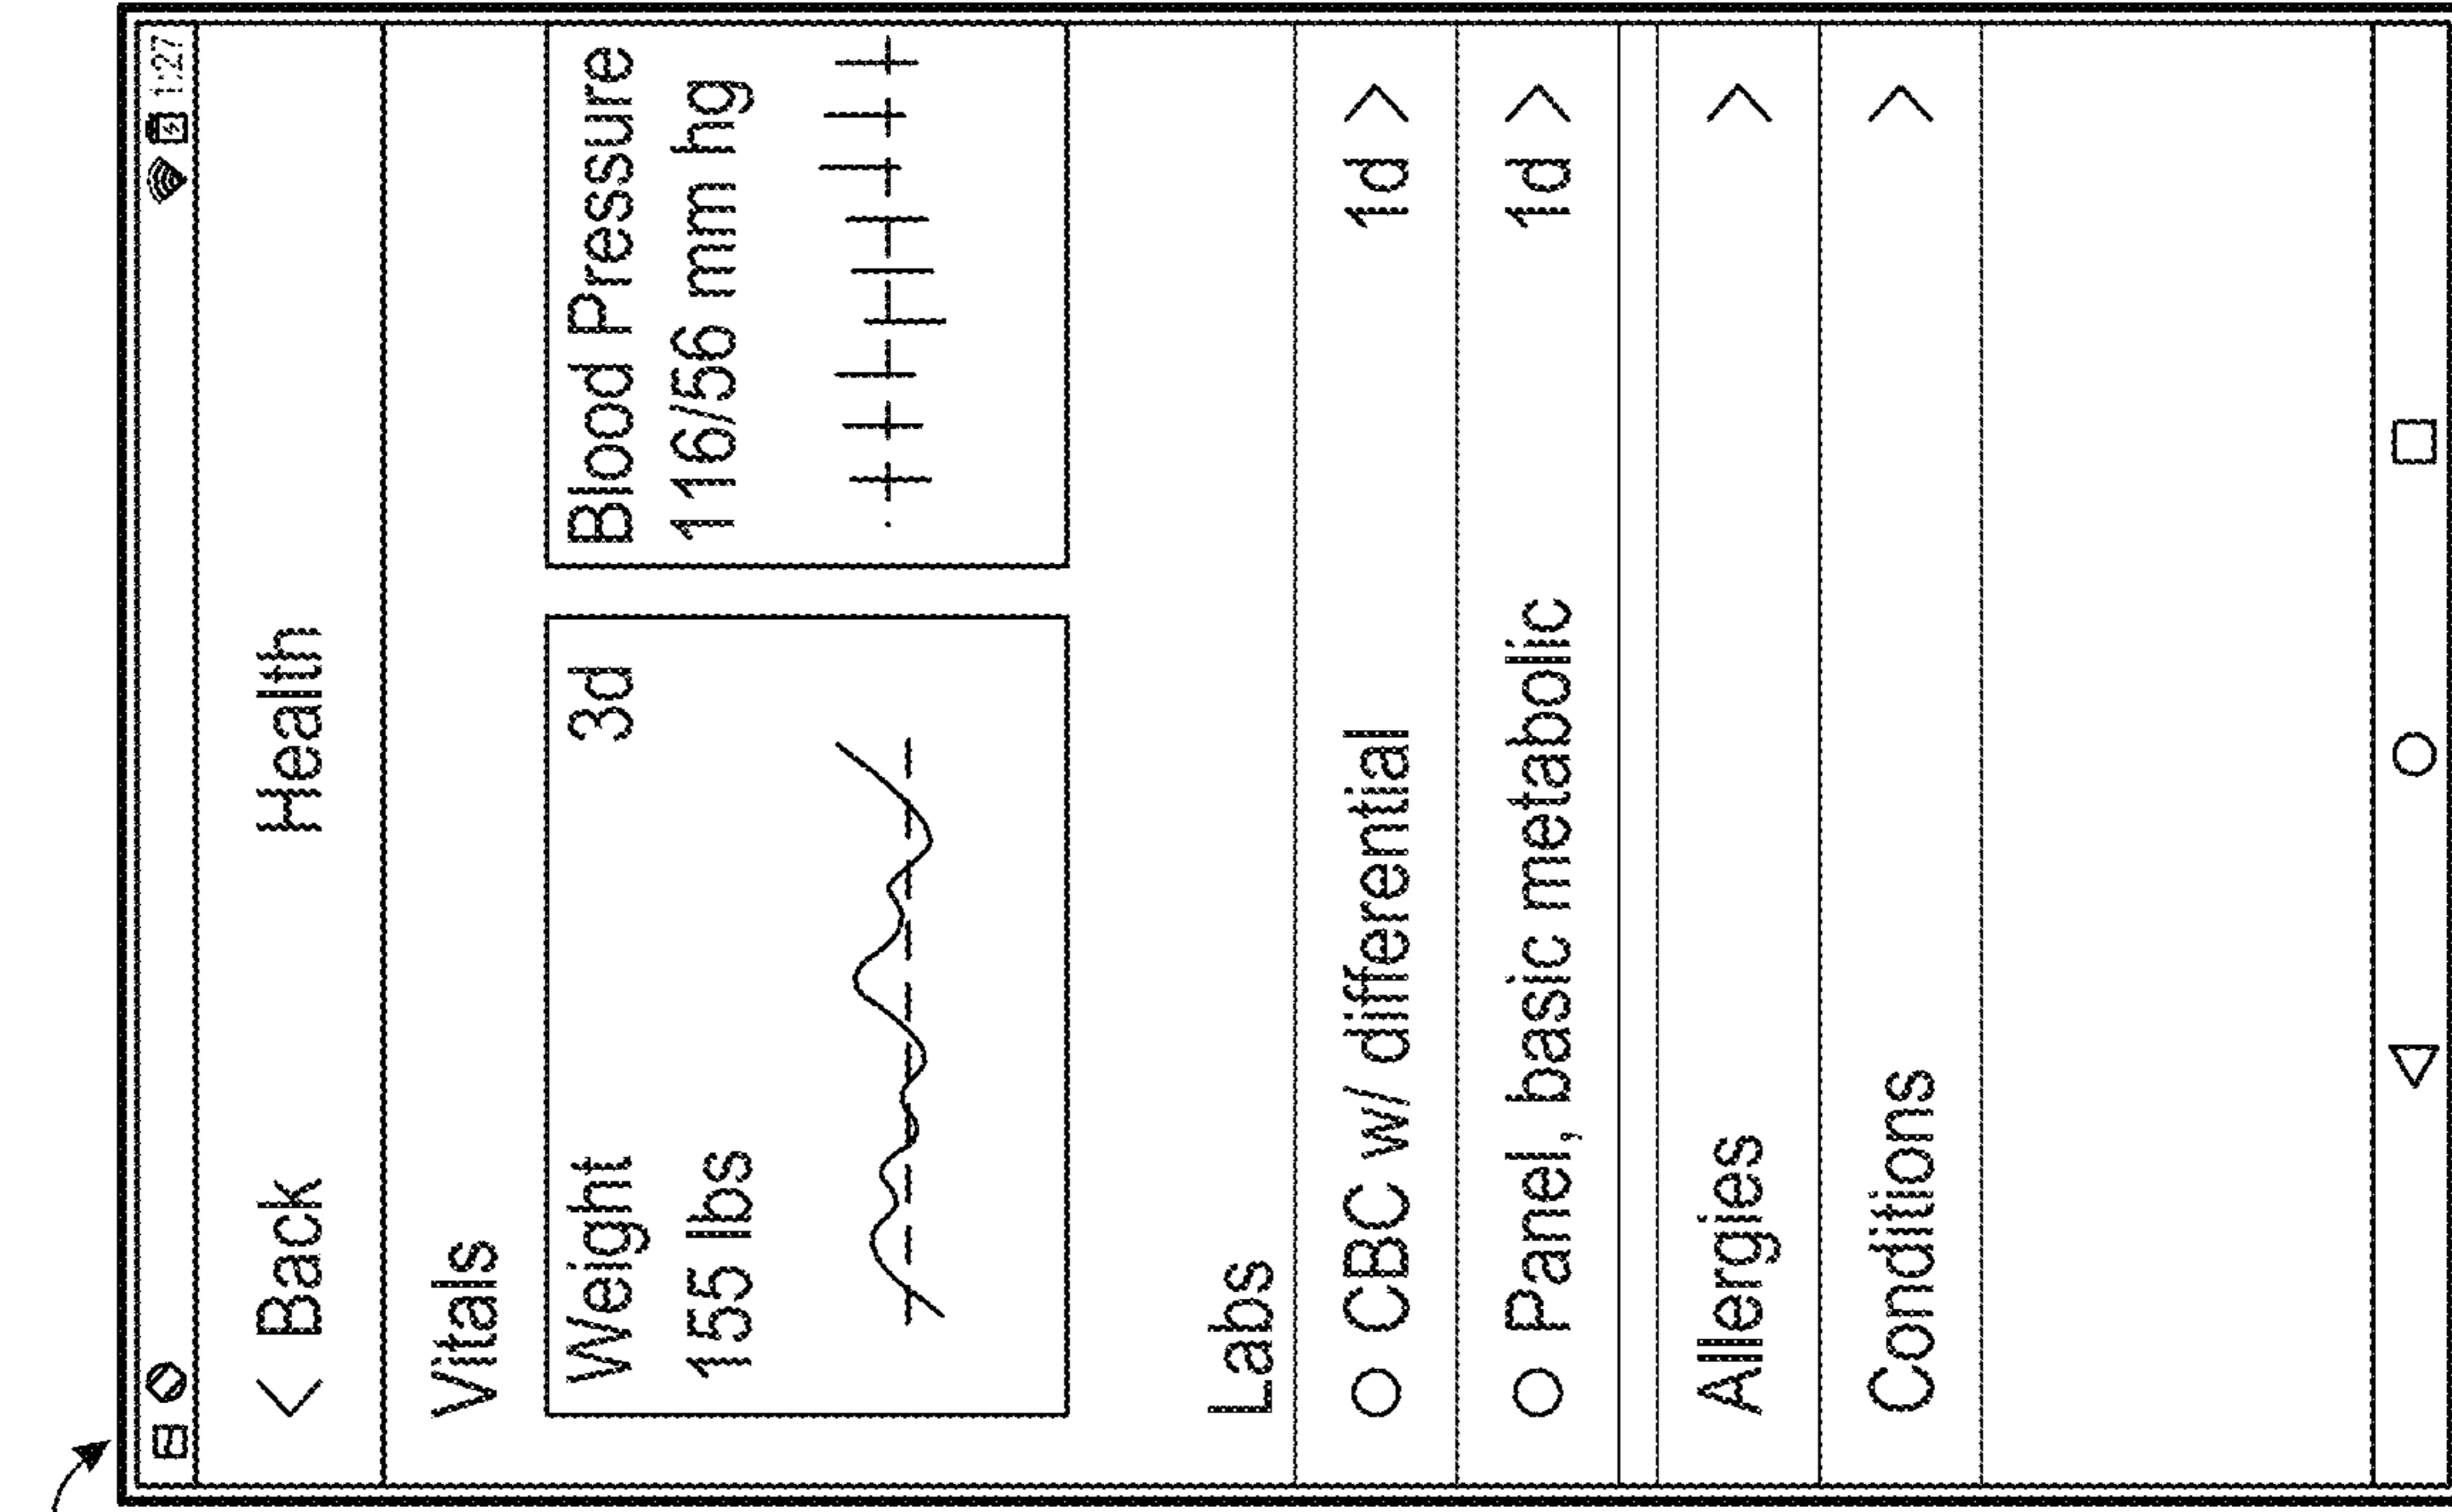 1:27
< Back Health
Vitals
Weight 3d
155 lbs
Blood Pressure
116/56 mm hg
Labs
CBC w/ differential 1d >
Panel, basic metabolic 1d >
Allergies >
Conditions >